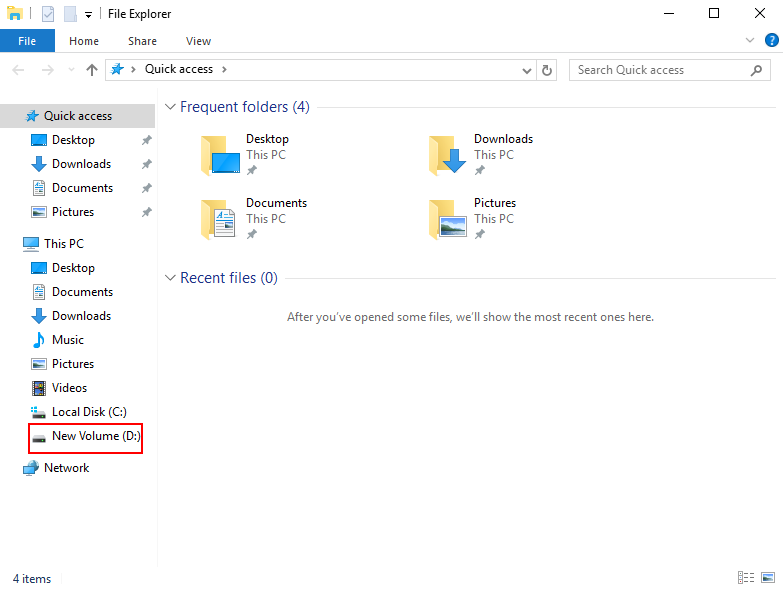 File Explorer
File Home Share View
Quick access
Search Quick access
Quick access
Desktop
Downloads
Documents
Pictures
This PC
Desktop
Documents
Downloads
Music
Pictures
Videos
Local Disk (C:)
New Volume (D:)
Network
Frequent folders (4)
Desktop
This PC
Downloads
This PC
Documents
This PC
Pictures
This PC
Recent files (0)
After you've opened some files, we'll show the most recent ones here.
4 items